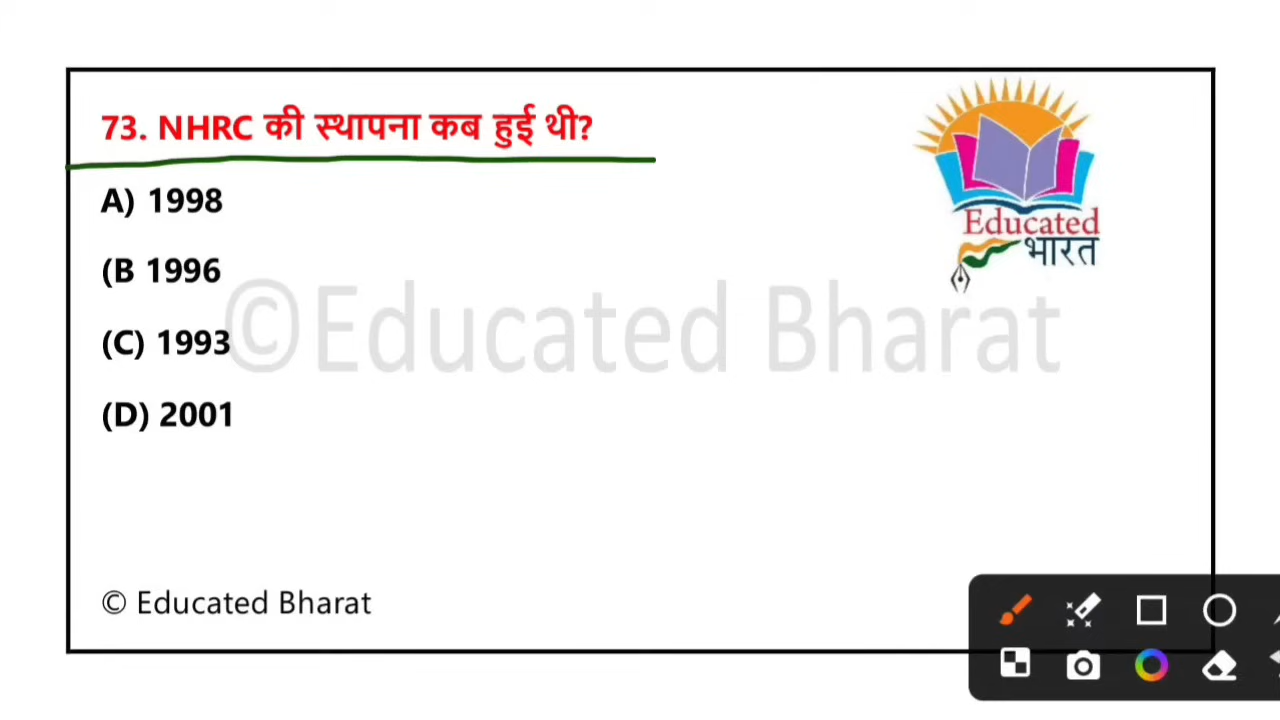 73. NHRC की स्थापना कब हुई थी?
A) 1998
(B 1996
(C) 1993
(D) 2001
©Educated Bharat
Educated
भारत
© Educated Bharat